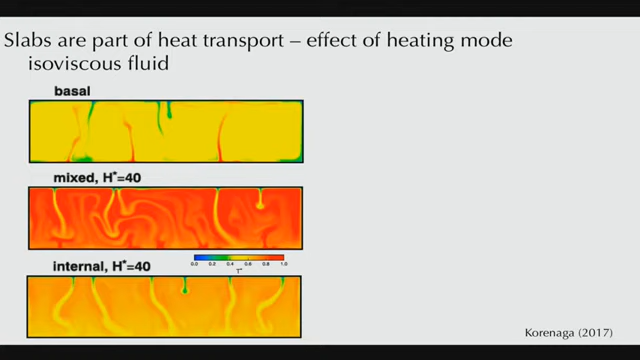 Slabs are part of heat transport – effect of heating mode
isoviscous fluid
basal
mixed, H*=40
0.0 0.2 0.4 0.6 0.8 1.0
T*
internal, H*=40
Korenaga (2017)